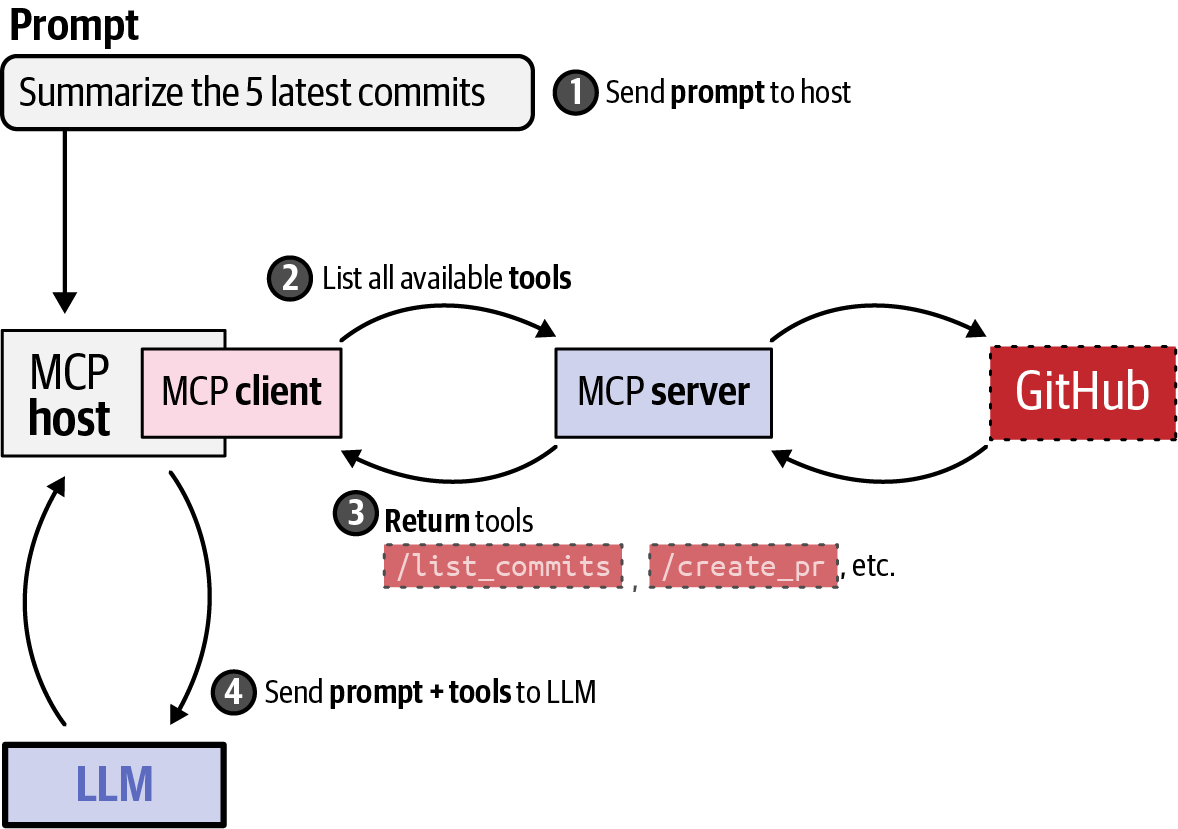 Prompt
Summarize the 5 latest commits
1 Send prompt to host
2 List all available tools
MCP
host
MCP client
MCP server
GitHub
3 Return tools
/list_commits , /create_pr, etc.
4 Send prompt + tools to LLM
LLM